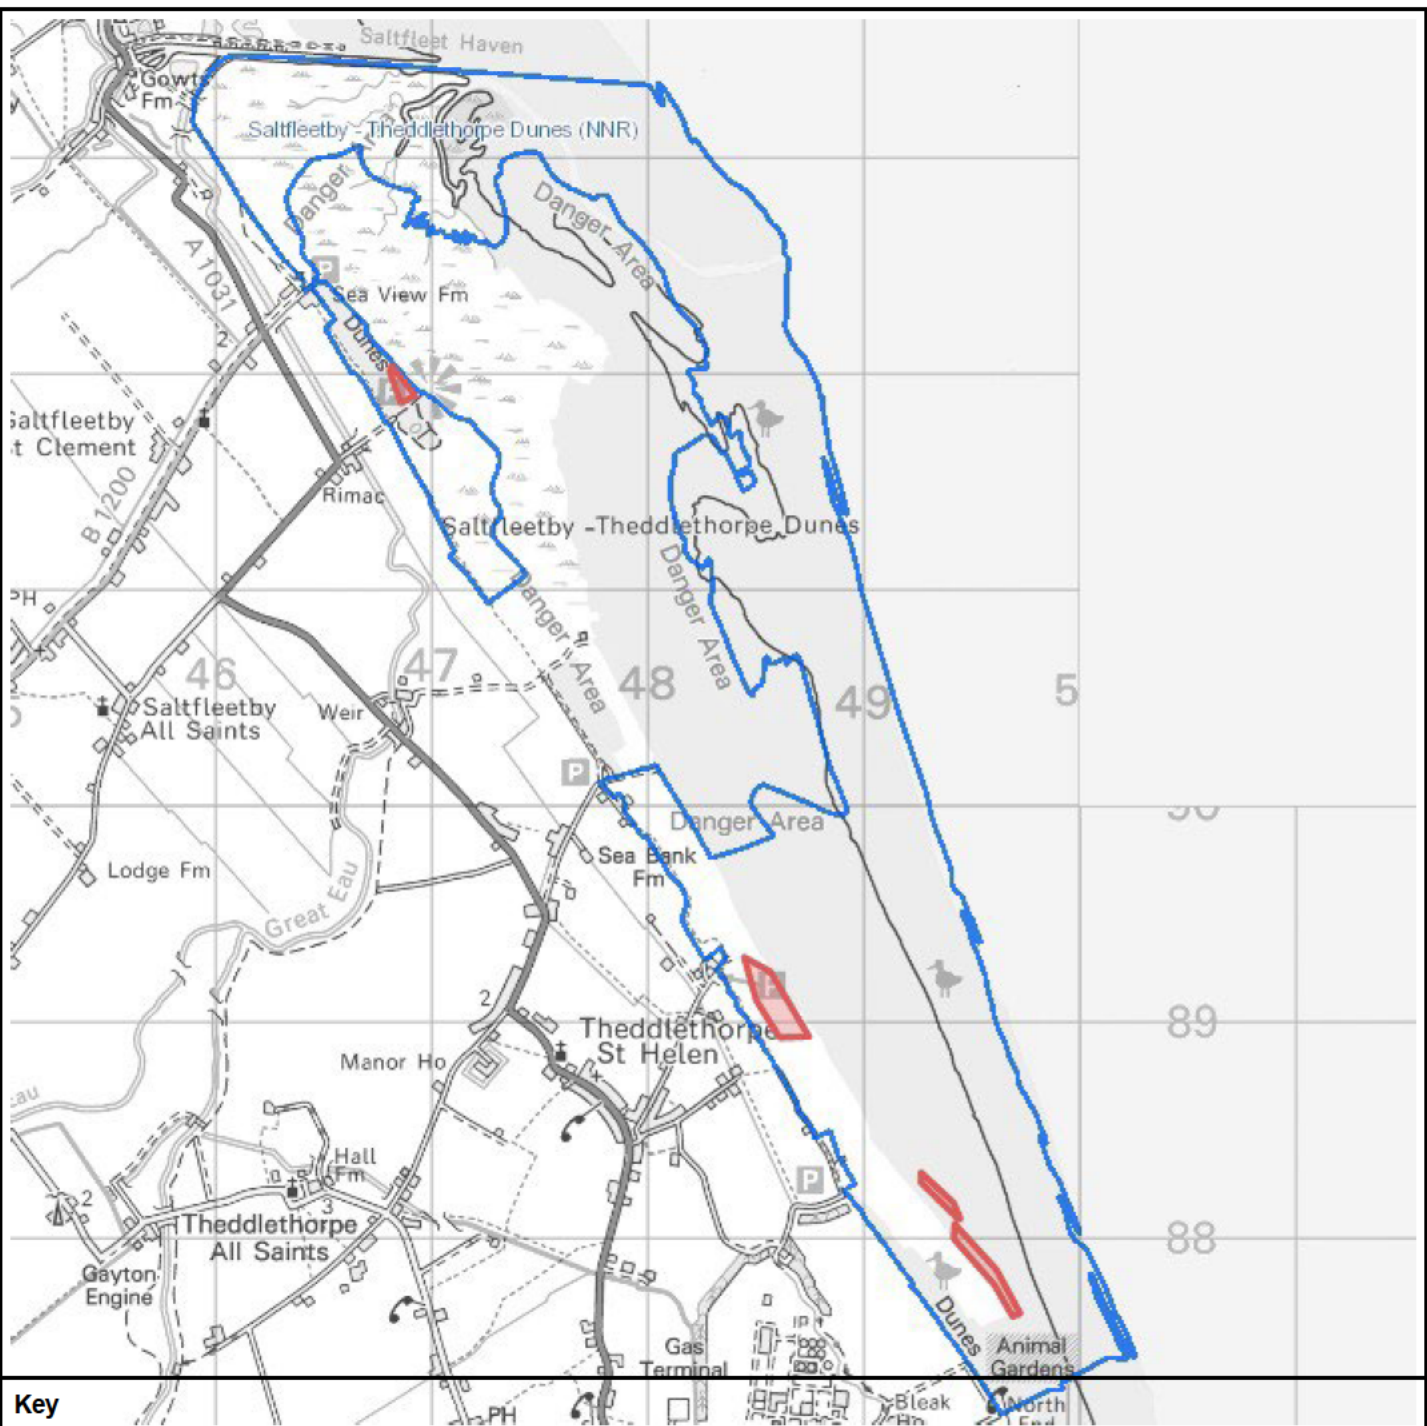 Saltfleet Haven
Gowts
Fm
Saltfleetby - Theddlethorpe Dunes (NNR)
Danger
Danger Area
A 1031
P
Sea View Fm
Dunes
2
Saltfleetby
t Clement
B 1200
Rimac
Saltfleetby -Theddlethorpe Dunes
Danger Area
Danger Area
PH
46
47
48
49
5
Saltfleetby
All Saints
Weir
P
Danger Area
Sea Bank
Fm
Lodge Fm
Great Eau
90
P
2
Theddlethorpe
St Helen
89
Manor Ho
Eau
Hall
Fm
P
2
3
Theddlethorpe
All Saints
88
Gayton
Engine
Dunes
Gas
Terminal
Animal
Gardens
Bleak
Ho
North
End
PH
Key